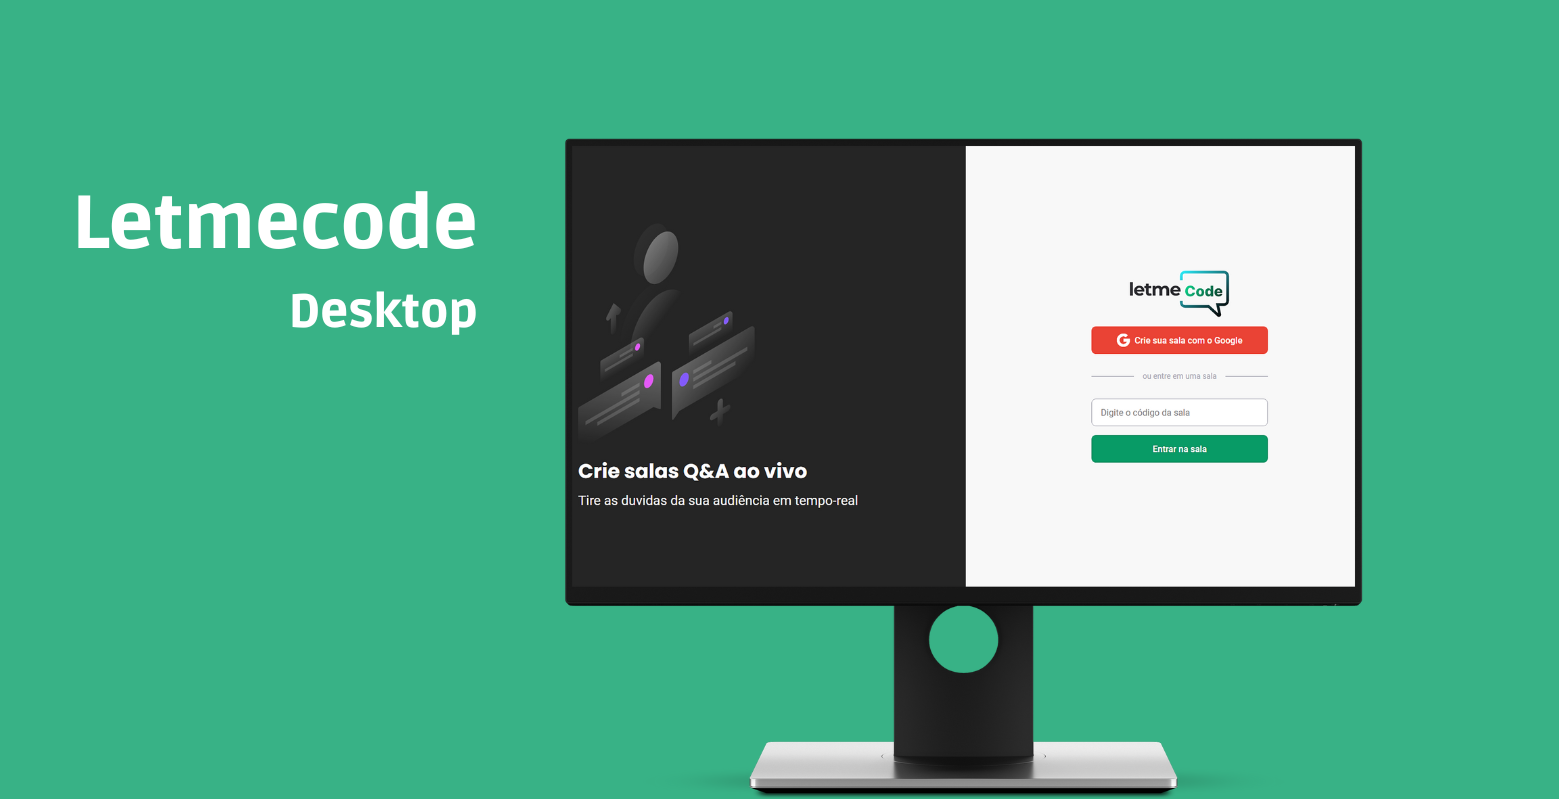 Letmecode
Desktop
Crie salas Q&A ao vivo
Tire as duvidas da sua audiência em tempo-real
letme Code
G Crie sua sala com o Google
ou entre em uma sala
Digite o código da sala
Entrar na sala